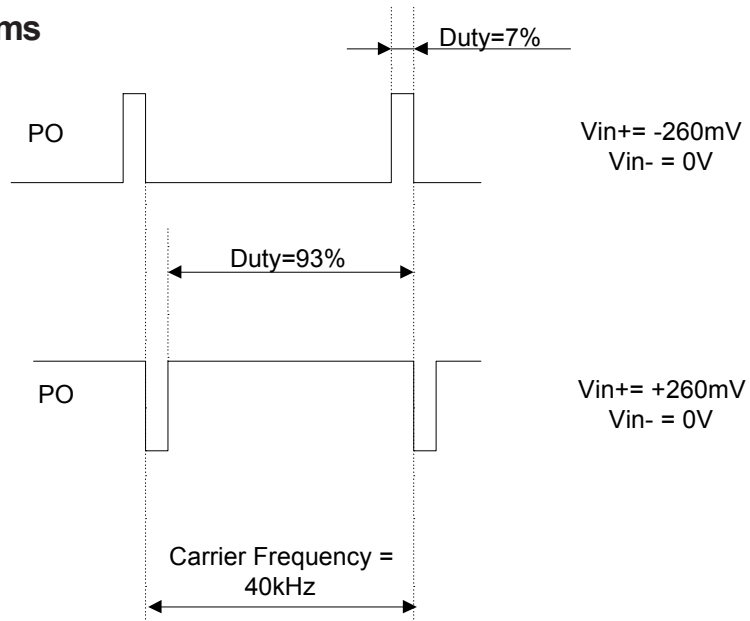 ms
Duty=7%
PO
Vin+= -260mV
Vin- = 0V
Duty=93%
PO
Vin+= +260mV
Vin- = 0V
Carrier Frequency =
40kHz